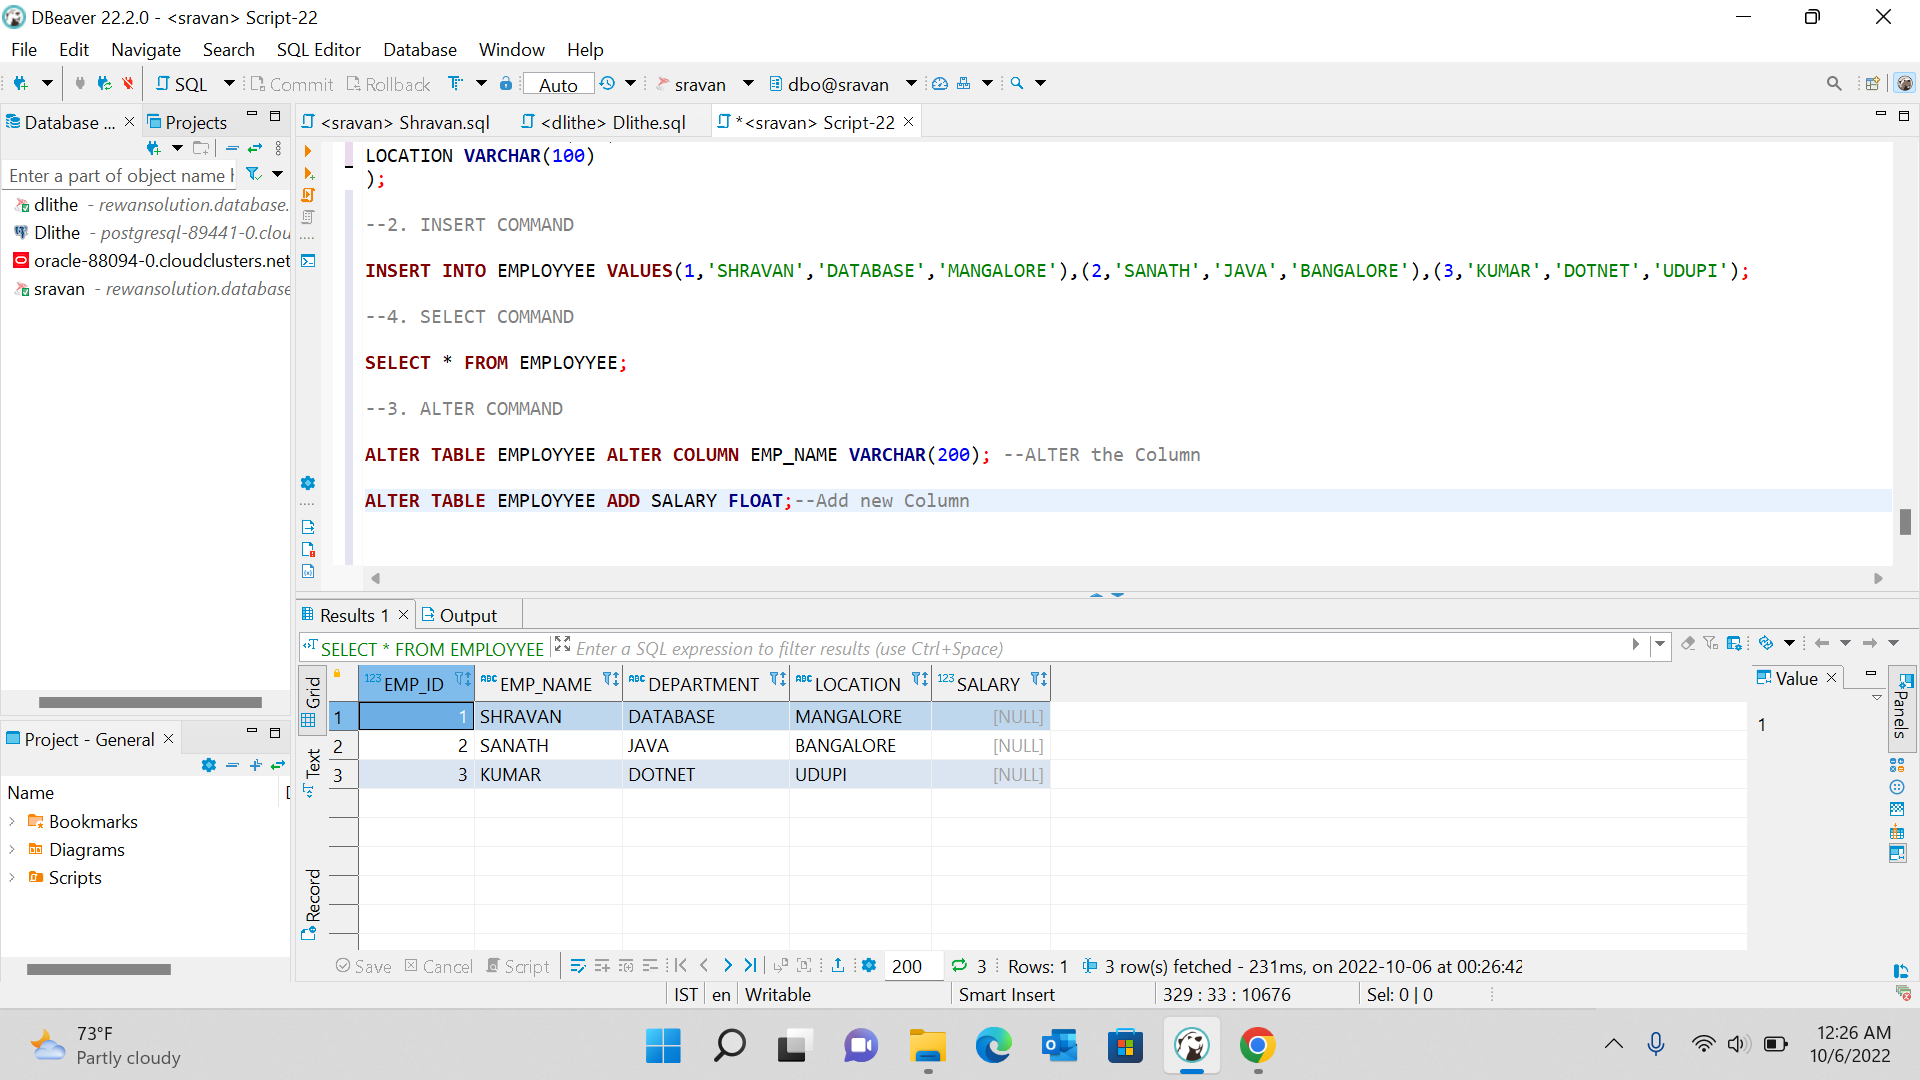 DBeaver 22.2.0 - <sravan> Script-22
File Edit Navigate Search SQL Editor Database Window Help
SQL Commit Rollback Auto sravan dbo@sravan
Database ... Projects
<sravan> Shravan.sql <dlithe> Dlithe.sql *<sravan> Script-22
Enter a part of object name h
dlithe - rewansolution.database.
Dlithe - postgresql-89441-0.clou
oracle-88094-0.cloudclusters.net
sravan - rewansolution.database
LOCATION VARCHAR(100)
);
--2. INSERT COMMAND
INSERT INTO EMPLOYYEE VALUES(1,'SHRAVAN','DATABASE','MANGALORE'),(2,'SANATH','JAVA','BANGALORE'),(3,'KUMAR','DOTNET','UDUPI');
--4. SELECT COMMAND
SELECT * FROM EMPLOYYEE;
--3. ALTER COMMAND
ALTER TABLE EMPLOYYEE ALTER COLUMN EMP_NAME VARCHAR(200); --ALTER the Column
ALTER TABLE EMPLOYYEE ADD SALARY FLOAT;--Add new Column
Results 1 Output
SELECT * FROM EMPLOYYEE Enter a SQL expression to filter results (use Ctrl+Space)
Grid
Text
Record
123 EMP_ID ABC EMP_NAME ABC DEPARTMENT ABC LOCATION 123 SALARY
1 1 SHRAVAN DATABASE MANGALORE [NULL]
2 2 SANATH JAVA BANGALORE [NULL]
3 3 KUMAR DOTNET UDUPI [NULL]
Value
1
Panels
Project - General
Name
Bookmarks
Diagrams
Scripts
Save Cancel Script 200 3 Rows: 1 3 row(s) fetched - 231ms, on 2022-10-06 at 00:26:42
IST en Writable Smart Insert 329 : 33 : 10676 Sel: 0 | 0
73°F
Partly cloudy
12:26 AM
10/6/2022